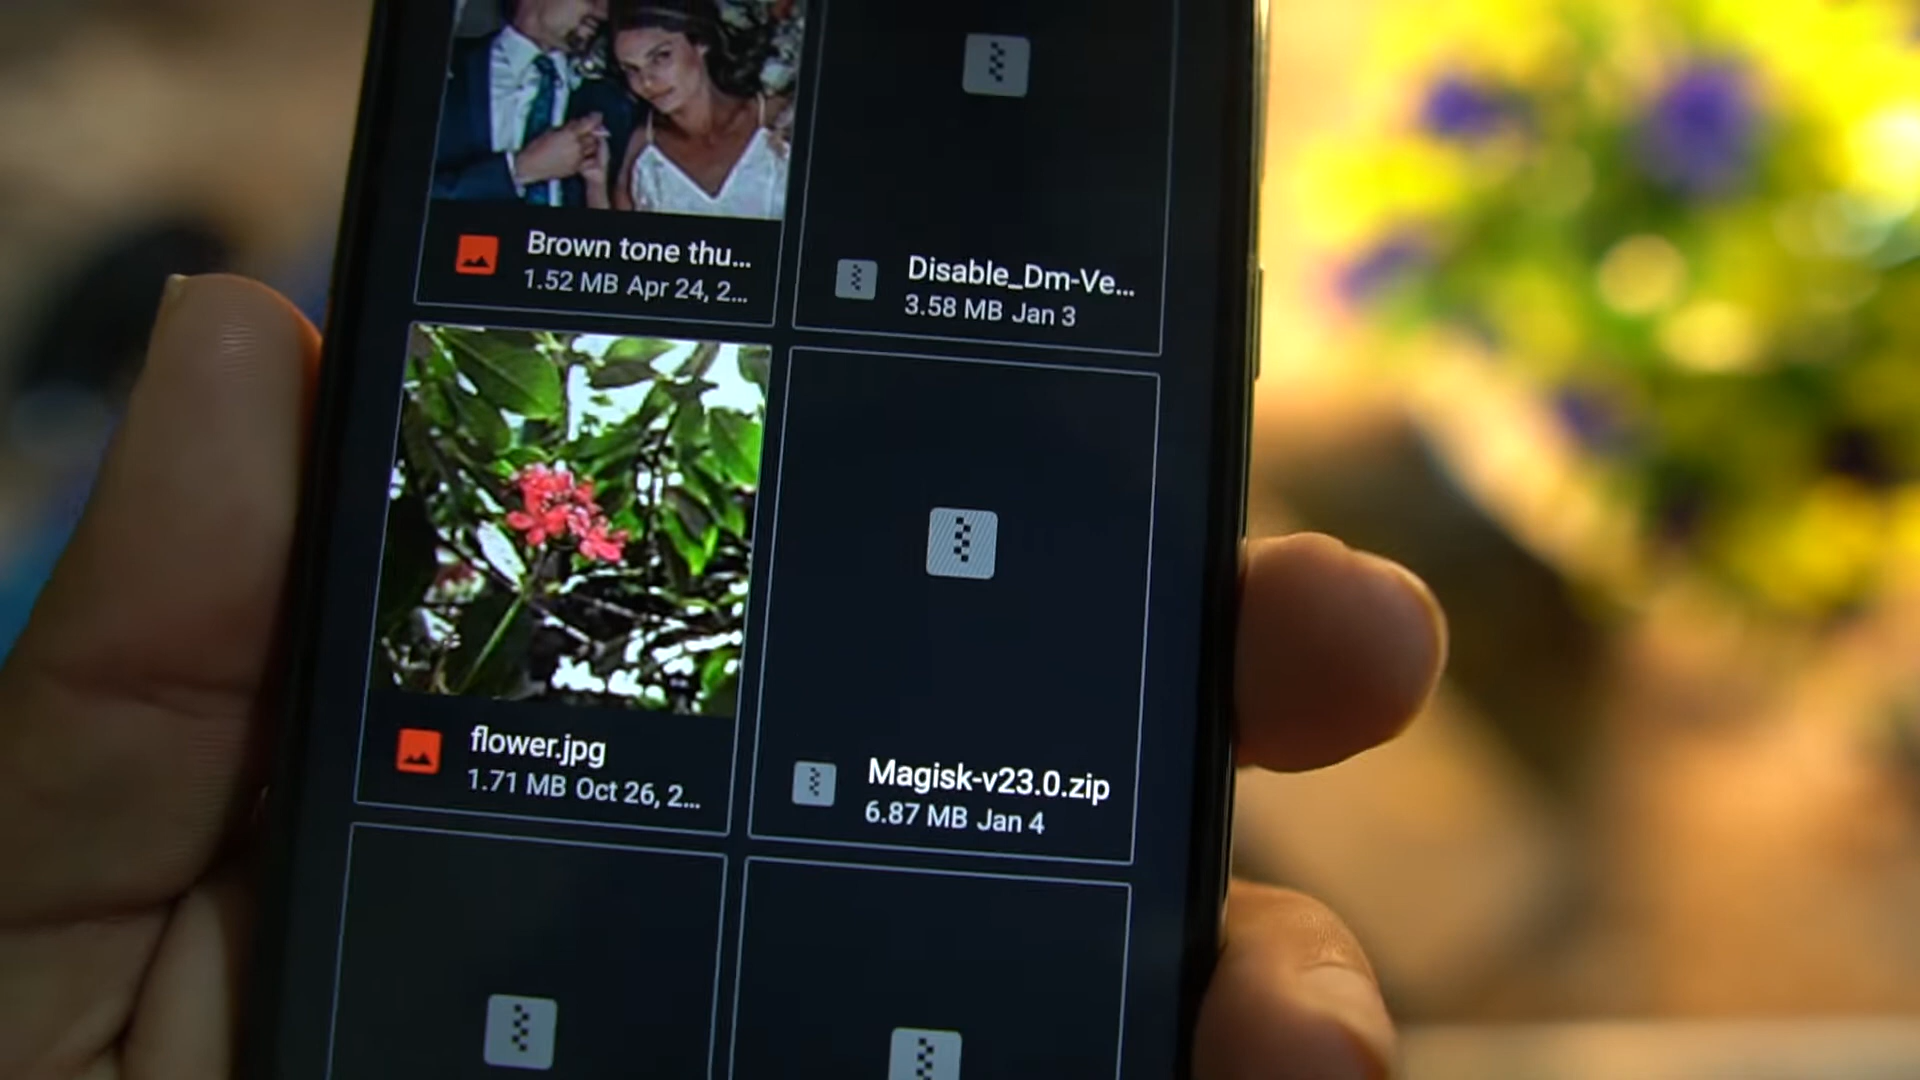 Brown tone thu...
1.52 MB Apr 24, 2...
Disable_Dm-Ve...
3.58 MB Jan 3
flower.jpg
1.71 MB Oct 26, 2...
Magisk-v23.0.zip
6.87 MB Jan 4